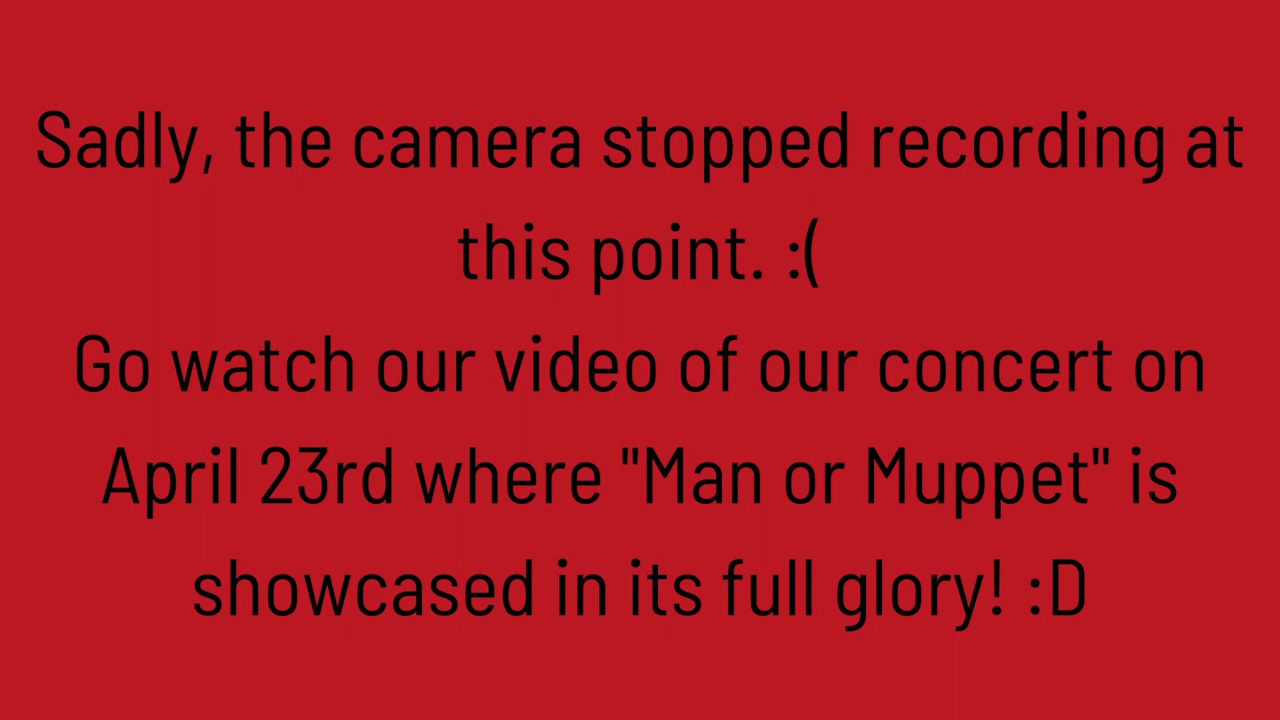 Sadly, the camera stopped recording at
this point. :(
Go watch our video of our concert on
April 23rd where "Man or Muppet" is
showcased in its full glory! :D